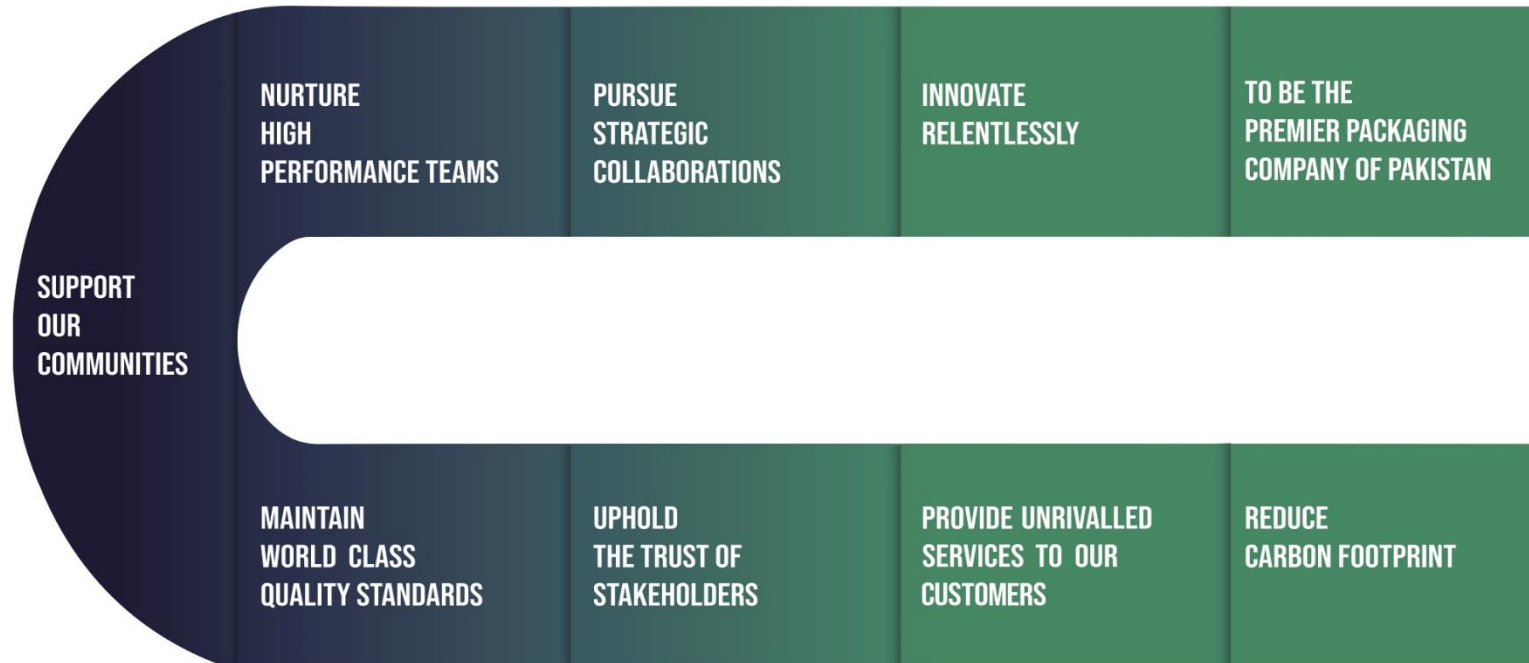 NURTURE
HIGH
PERFORMANCE TEAMS
PURSUE
STRATEGIC
COLLABORATIONS
INNOVATE
RELENTLESSLY
TO BE THE
PREMIER PACKAGING
COMPANY OF PAKISTAN
SUPPORT
OUR
COMMUNITIES
MAINTAIN
WORLD CLASS
QUALITY STANDARDS
UPHOLD
THE TRUST OF
STAKEHOLDERS
PROVIDE UNRIVALLED
SERVICES TO OUR
CUSTOMERS
REDUCE
CARBON FOOTPRINT